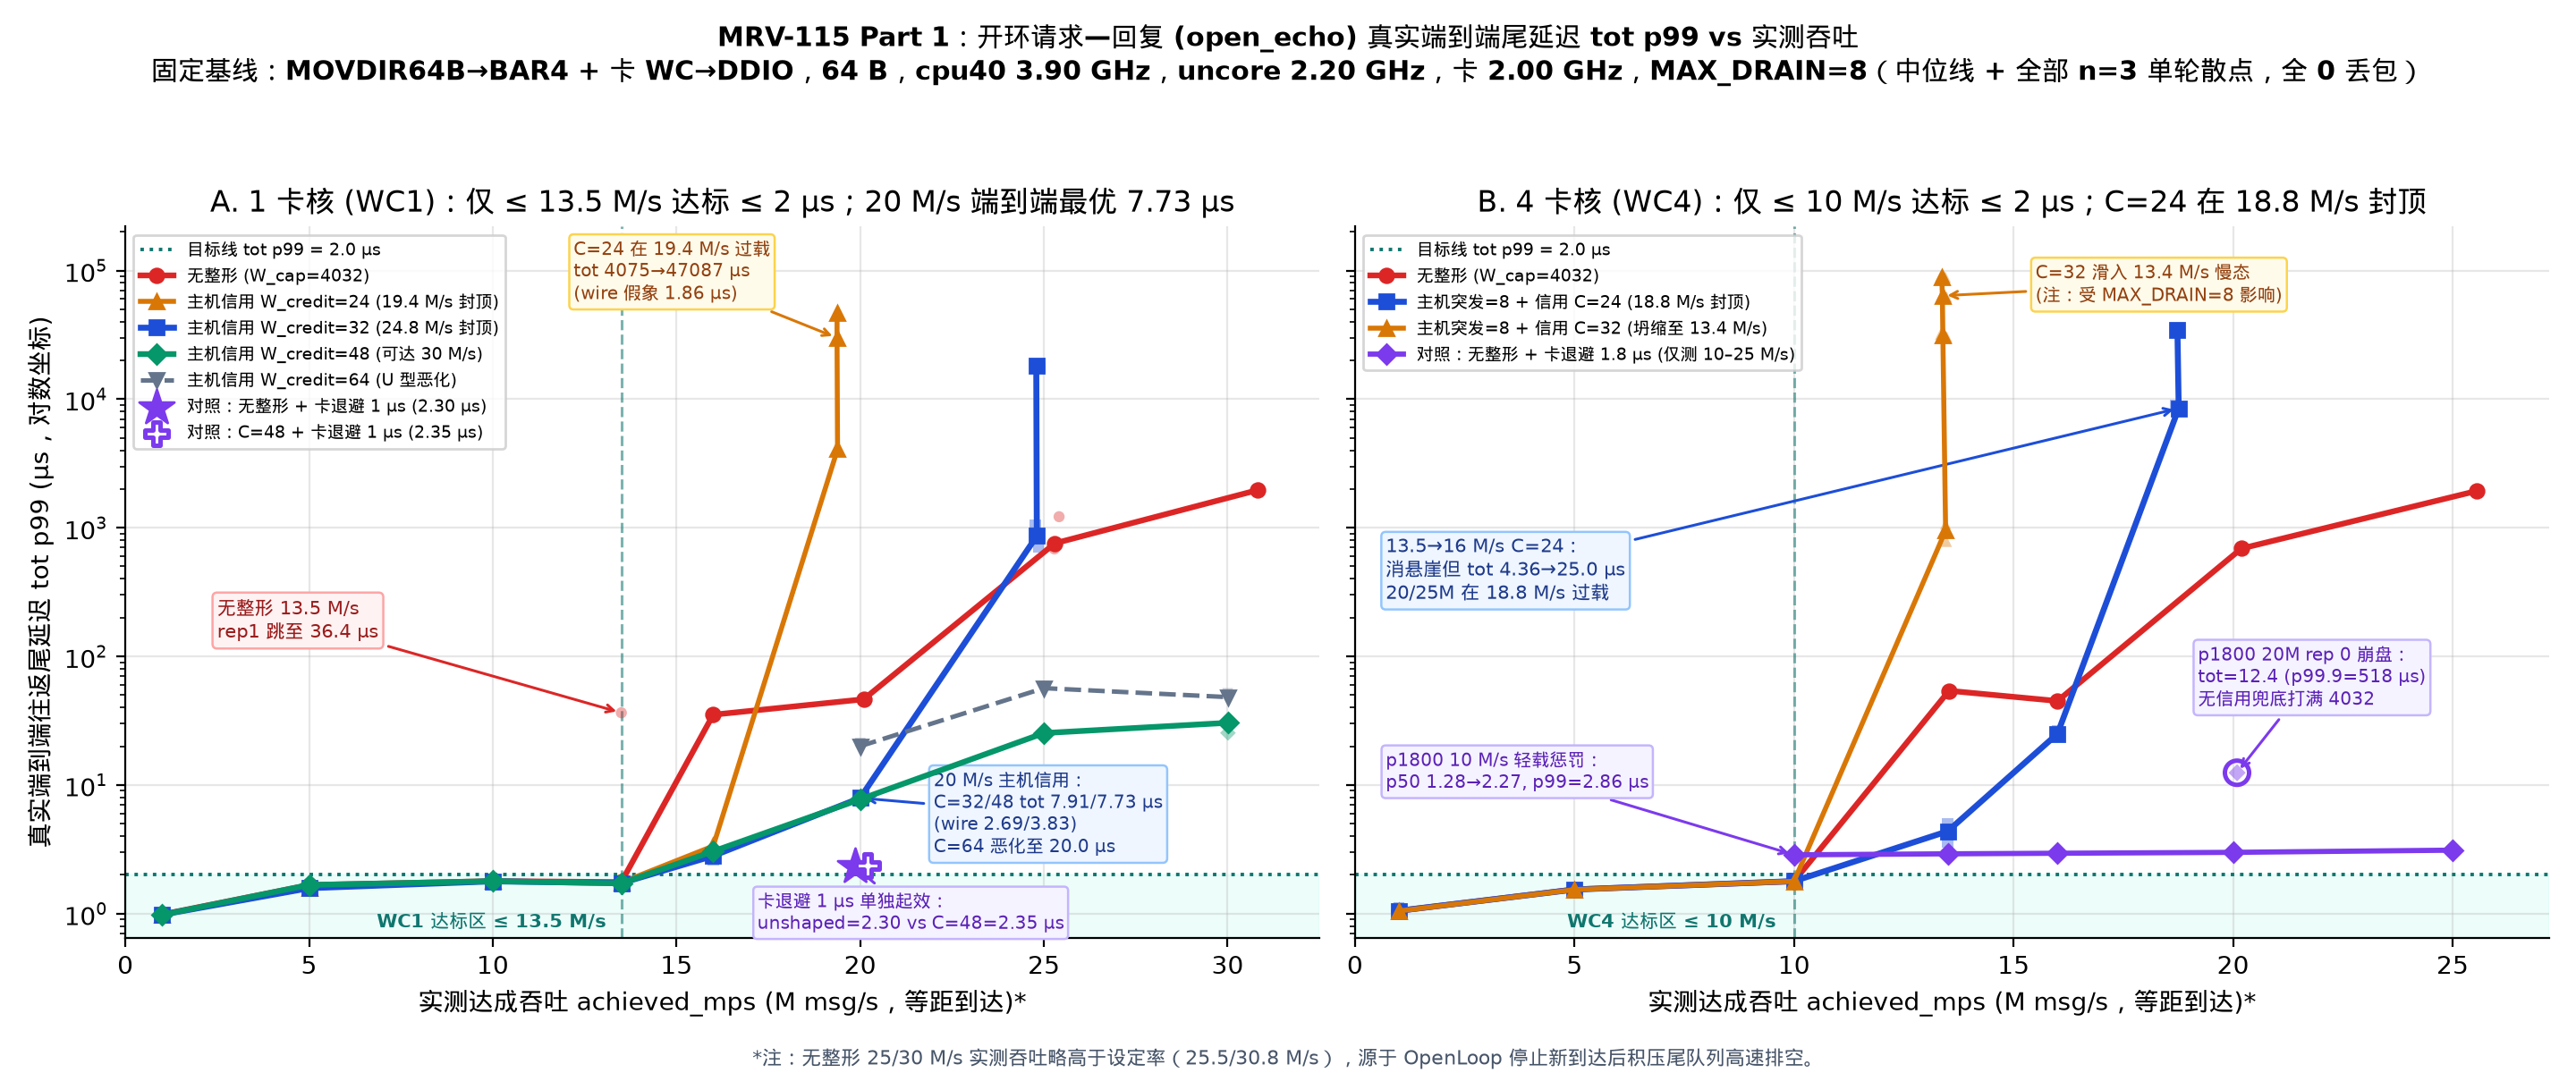 MRV-115 Part 1：开环请求—回复 (open_echo) 真实端到端尾延迟 tot p99 vs 实测吞吐
固定基线：MOVDIR64B→BAR4 + 卡 WC→DDIO，64 B，cpu40 3.90 GHz，uncore 2.20 GHz，卡 2.00 GHz，MAX_DRAIN=8（中位线 + 全部 n=3 单轮散点，全 0 丢包）
A. 1 卡核 (WC1)：仅 ≤ 13.5 M/s 达标 ≤ 2 μs；20 M/s 端到端最优 7.73 μs
真实端到端往返尾延迟 tot p99 (μs，对数坐标)
10⁵
10⁴
10³
10²
10¹
10⁰
目标线 tot p99 = 2.0 μs
无整形 (W_cap=4032)
主机信用 W_credit=24 (19.4 M/s 封顶)
主机信用 W_credit=32 (24.8 M/s 封顶)
主机信用 W_credit=48 (可达 30 M/s)
主机信用 W_credit=64 (U 型恶化)
对照：无整形 + 卡退避 1 μs (2.30 μs)
对照：C=48 + 卡退避 1 μs (2.35 μs)
C=24 在 19.4 M/s 过载
tot 4075→47087 μs
(wire 假象 1.86 μs)
无整形 13.5 M/s
rep1 跳至 36.4 μs
20 M/s 主机信用：
C=32/48 tot 7.91/7.73 μs
(wire 2.69/3.83)
C=64 恶化至 20.0 μs
卡退避 1 μs 单独起效：
unshaped=2.30 vs C=48=2.35 μs
WC1 达标区 ≤ 13.5 M/s
0 5 10 15 20 25 30
实测达成吞吐 achieved_mps (M msg/s，等距到达)*
B. 4 卡核 (WC4)：仅 ≤ 10 M/s 达标 ≤ 2 μs；C=24 在 18.8 M/s 封顶
目标线 tot p99 = 2.0 μs
无整形 (W_cap=4032)
主机突发=8 + 信用 C=24 (18.8 M/s 封顶)
主机突发=8 + 信用 C=32 (坍缩至 13.4 M/s)
对照：无整形 + 卡退避 1.8 μs (仅测 10–25 M/s)
C=32 滑入 13.4 M/s 慢态
(注：受 MAX_DRAIN=8 影响)
13.5→16 M/s C=24：
消悬崖但 tot 4.36→25.0 μs
20/25M 在 18.8 M/s 过载
p1800 20M rep 0 崩盘：
tot=12.4 (p99.9=518 μs)
无信用兜底打满 4032
p1800 10 M/s 轻载惩罚：
p50 1.28→2.27, p99=2.86 μs
WC4 达标区 ≤ 10 M/s
0 5 10 15 20 25
实测达成吞吐 achieved_mps (M msg/s，等距到达)*
*注：无整形 25/30 M/s 实测吞吐略高于设定率（25.5/30.8 M/s），源于 OpenLoop 停止新到达后积压尾队列高速排空。